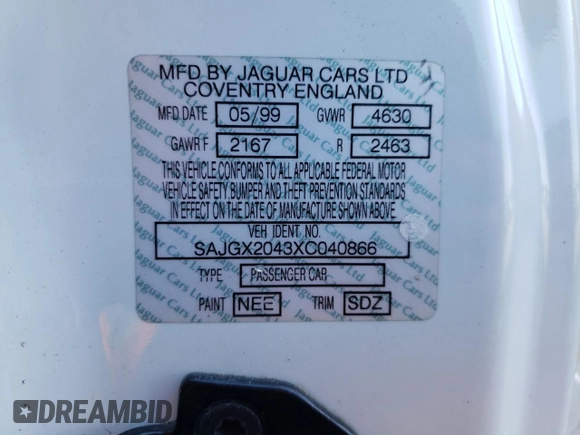 MFD BY JAGUAR CARS LTD
COVENTRY ENGLAND
MFD DATE 05/99 GVWR 4630
GAWR F 2167 R 2463
THIS VEHICLE CONFORMS TO ALL APPLICABLE FEDERAL MOTOR
VEHICLE SAFETY BUMPER AND THEFT PREVENTION STANDARDS
IN EFFECT ON THE DATE OF MANUFACTURE SHOWN ABOVE.
VEH IDENT NO.
SAJGX2043XC040866
TYPE PASSENGER CAR
PAINT NEE TRIM SDZ
DREAMBID